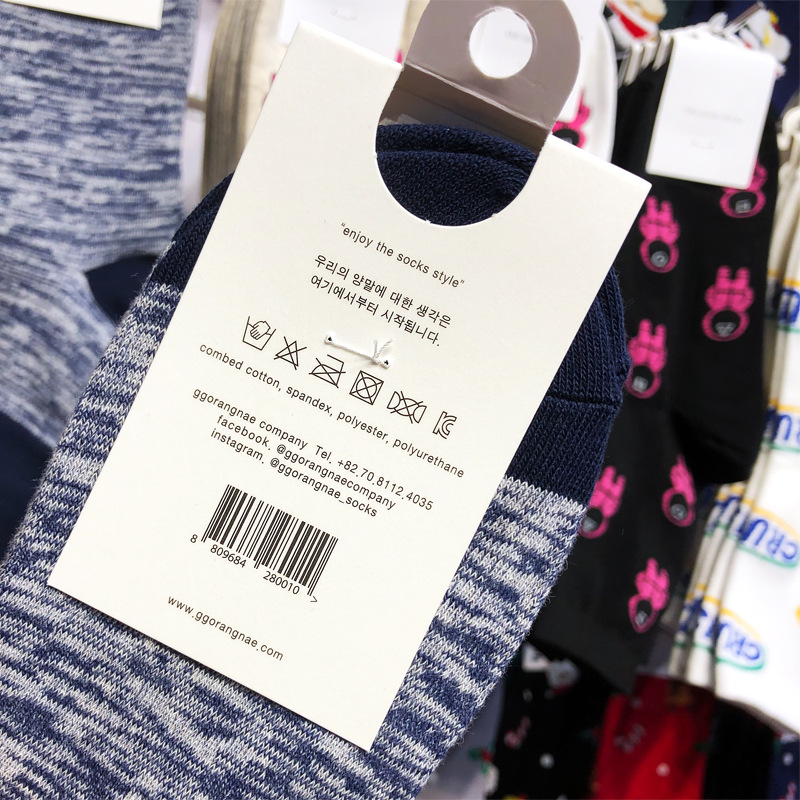 “enjoy the socks style”
우리의 양말에 대한 생각은
여기에서부터 시작됩니다.
combed cotton, spandex, polyester, polyurethane
ggorangnae company Tel. +82.70.8112.4035
facebook. @ggorangnaecompany
instagram. @ggorangnae_socks
8 809684 280010 >
www.ggorangnae.com
CRUN
CRUN